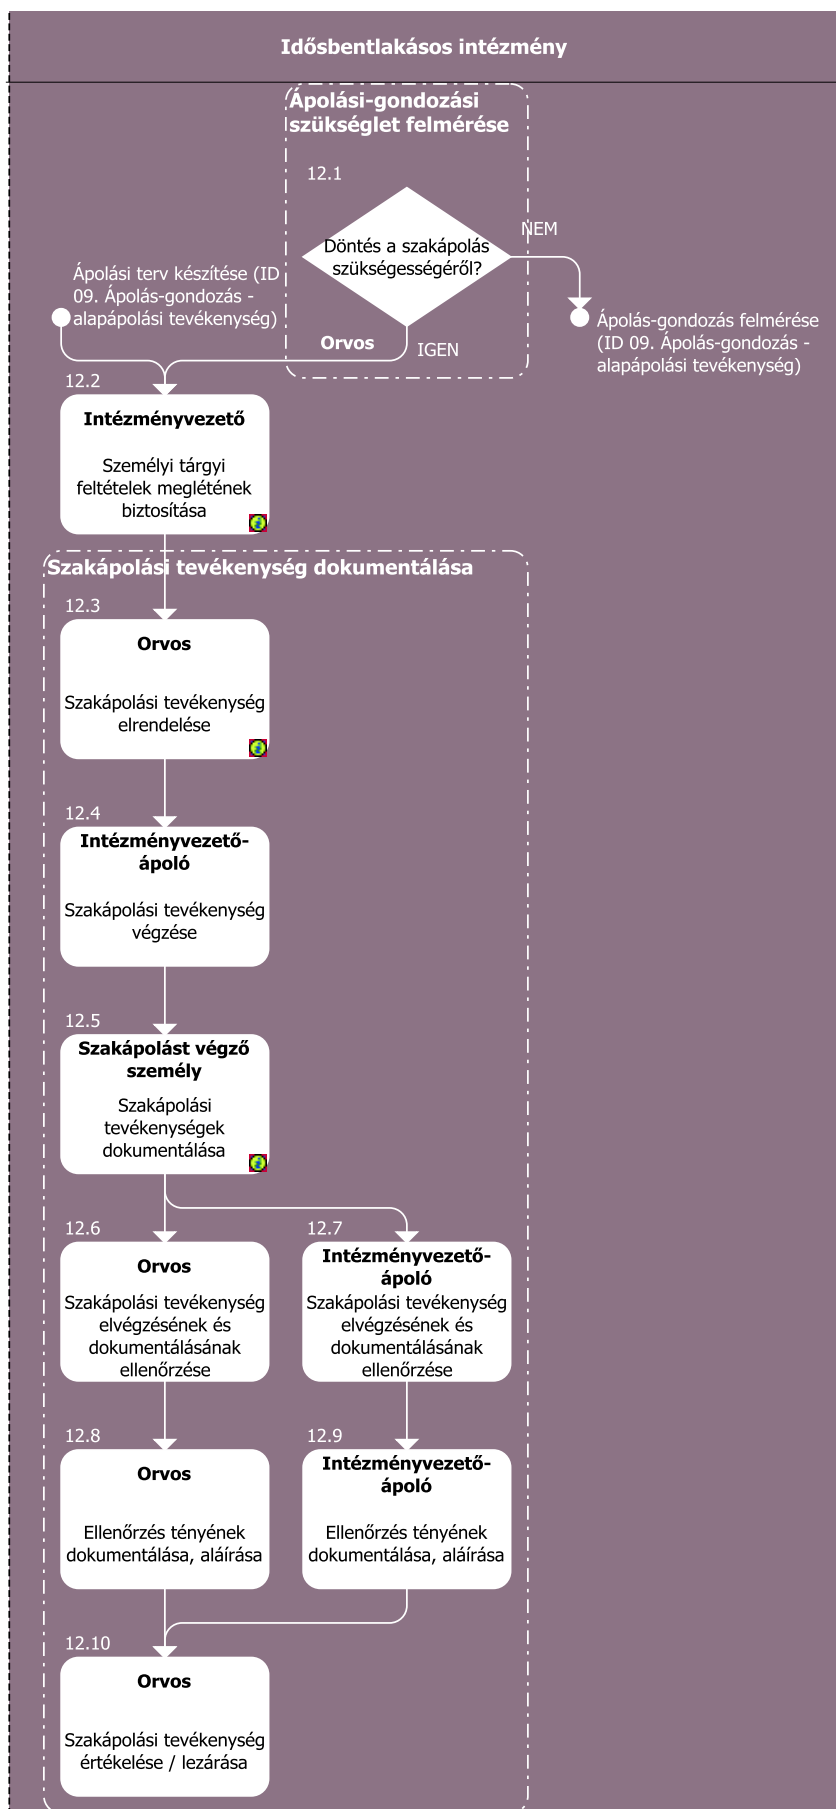 Idősbentlakásos intézmény
Ápolási-gondozási
szükséglet felmérése
12.1
Döntés a szakápolás
szükségességéről?
NEM
Ápolási terv készítése (ID
09. Ápolás-gondozás -
alapápolási tevékenység)
Ápolás-gondozás felmérése
(ID 09. Ápolás-gondozás -
alapápolási tevékenység)
Orvos
IGEN
12.2
Intézményvezető
Személyi tárgyi
feltételek meglétének
biztosítása
Szakápolási tevékenység dokumentálása
12.3
Orvos
Szakápolási tevékenység
elrendelése
12.4
Intézményvezető-
ápoló
Szakápolási tevékenység
végzése
12.5
Szakápolást végző
személy
Szakápolási
tevékenységek
dokumentálása
12.6
Orvos
Szakápolási tevékenység
elvégzésének és
dokumentálásának
ellenőrzése
12.7
Intézményvezető-
ápoló
Szakápolási tevékenység
elvégzésének és
dokumentálásának
ellenőrzése
12.8
Orvos
Ellenőrzés tényének
dokumentálása, aláírása
12.9
Intézményvezető-
ápoló
Ellenőrzés tényének
dokumentálása, aláírása
12.10
Orvos
Szakápolási tevékenység
értékelése / lezárása